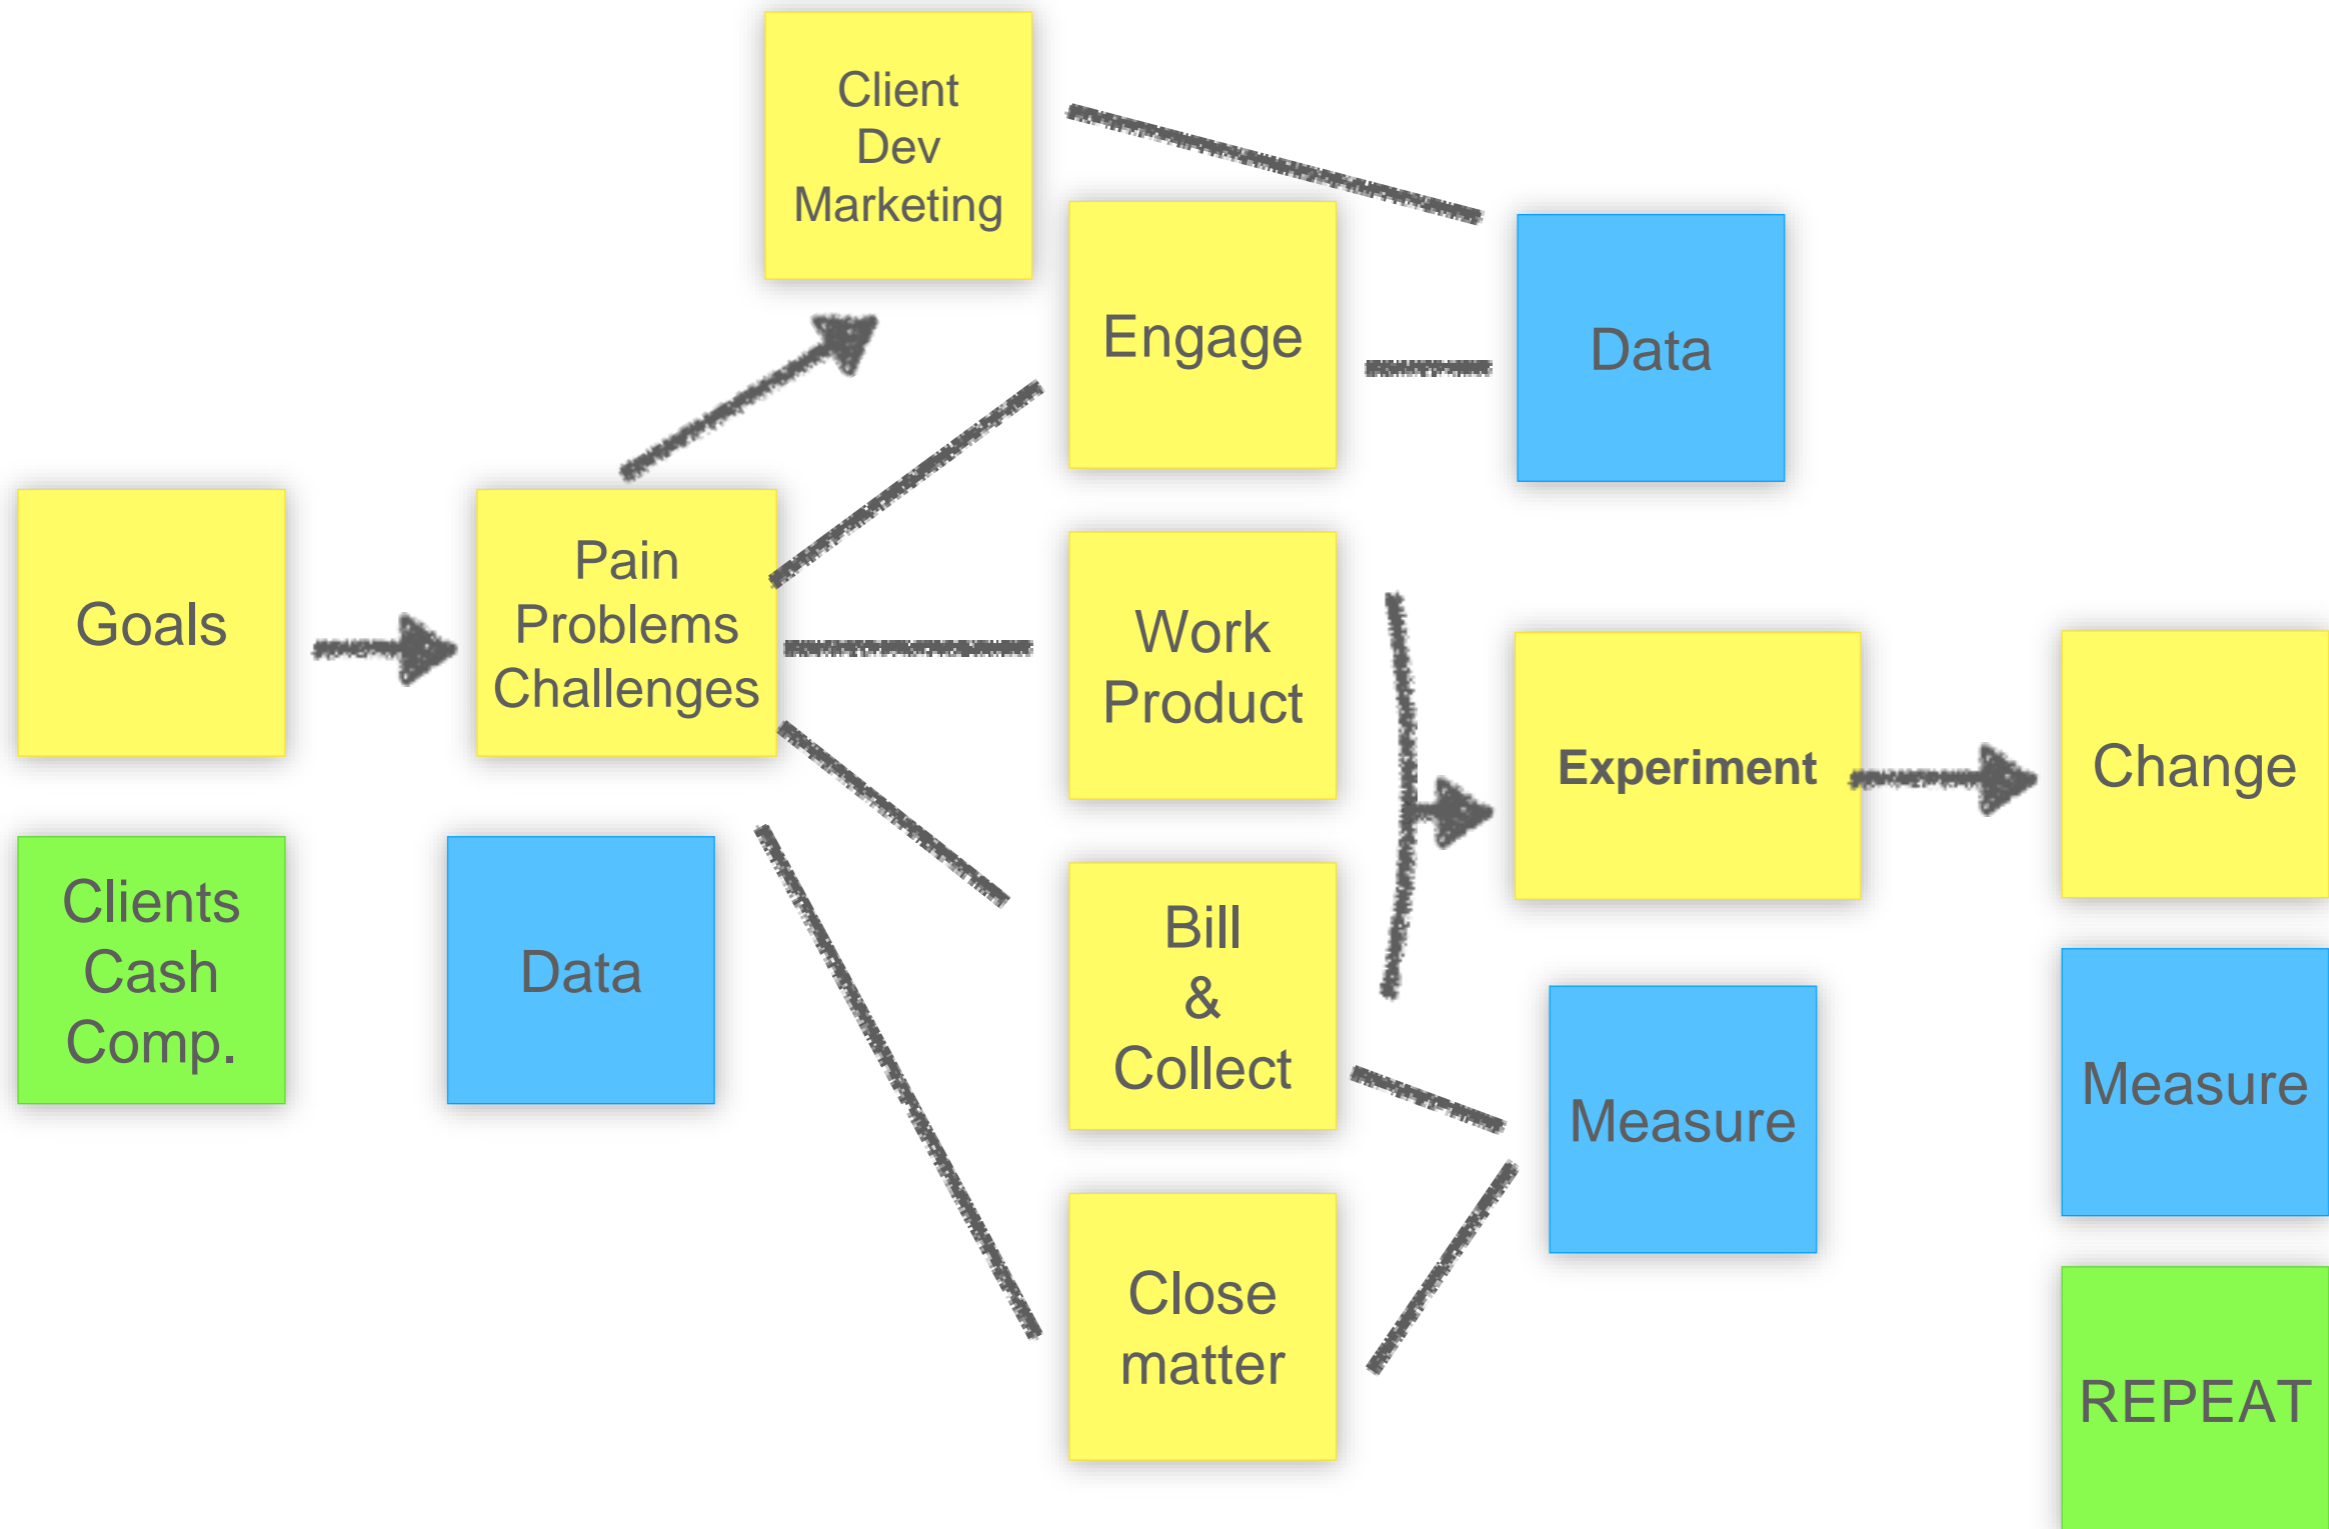 Client
Dev
Marketing
Engage
Data
Goals
Pain
Problems
Challenges
Work
Product
Experiment
Change
Clients
Cash
Comp.
Data
Bill
&
Collect
Measure
Measure
Close
matter
REPEAT